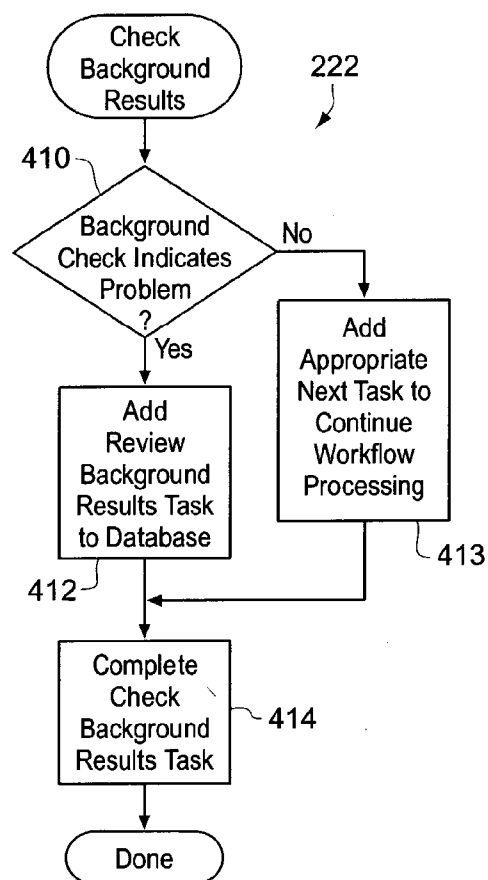 Check
Background
Results
222
410
Background
Check Indicates
Problem
?
No
Yes
Add
Review
Background
Results Task
to Database
412
Add
Appropriate
Next Task to
Continue
Workflow
Processing
413
Complete
Check
Background
Results Task
414
Done